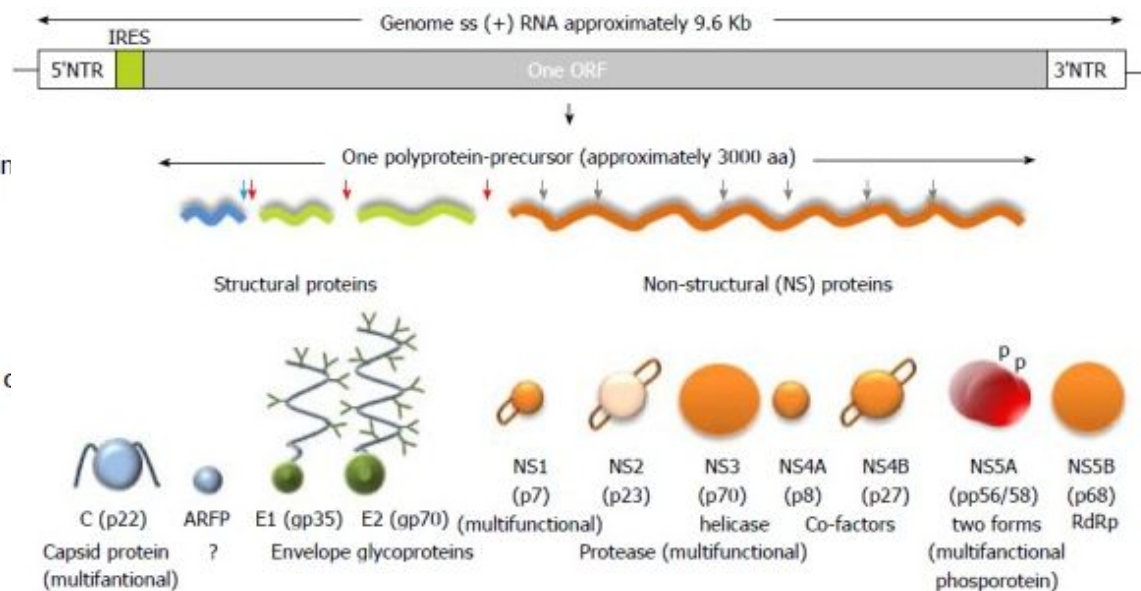 Genome ss (+) RNA approximately 9.6 Kb
IRES
5'NTR One ORF 3'NTR
One polyprotein-precursor (approximately 3000 aa)
Structural proteins Non-structural (NS) proteins
p
p
C (p22) ARFP E1 (gp35) E2 (gp70)
Capsid protein ? Envelope glycoproteins
(multifantional)
NS1 NS2 NS3 NS4A NS4B NS5A NS5B
(p7) (p23) (p70) (p8) (p27) (pp56/58) (p68)
(multifunctional) helicase Co-factors two forms RdRp
Protease (multifunctional) (multifanctional
phosporotein)